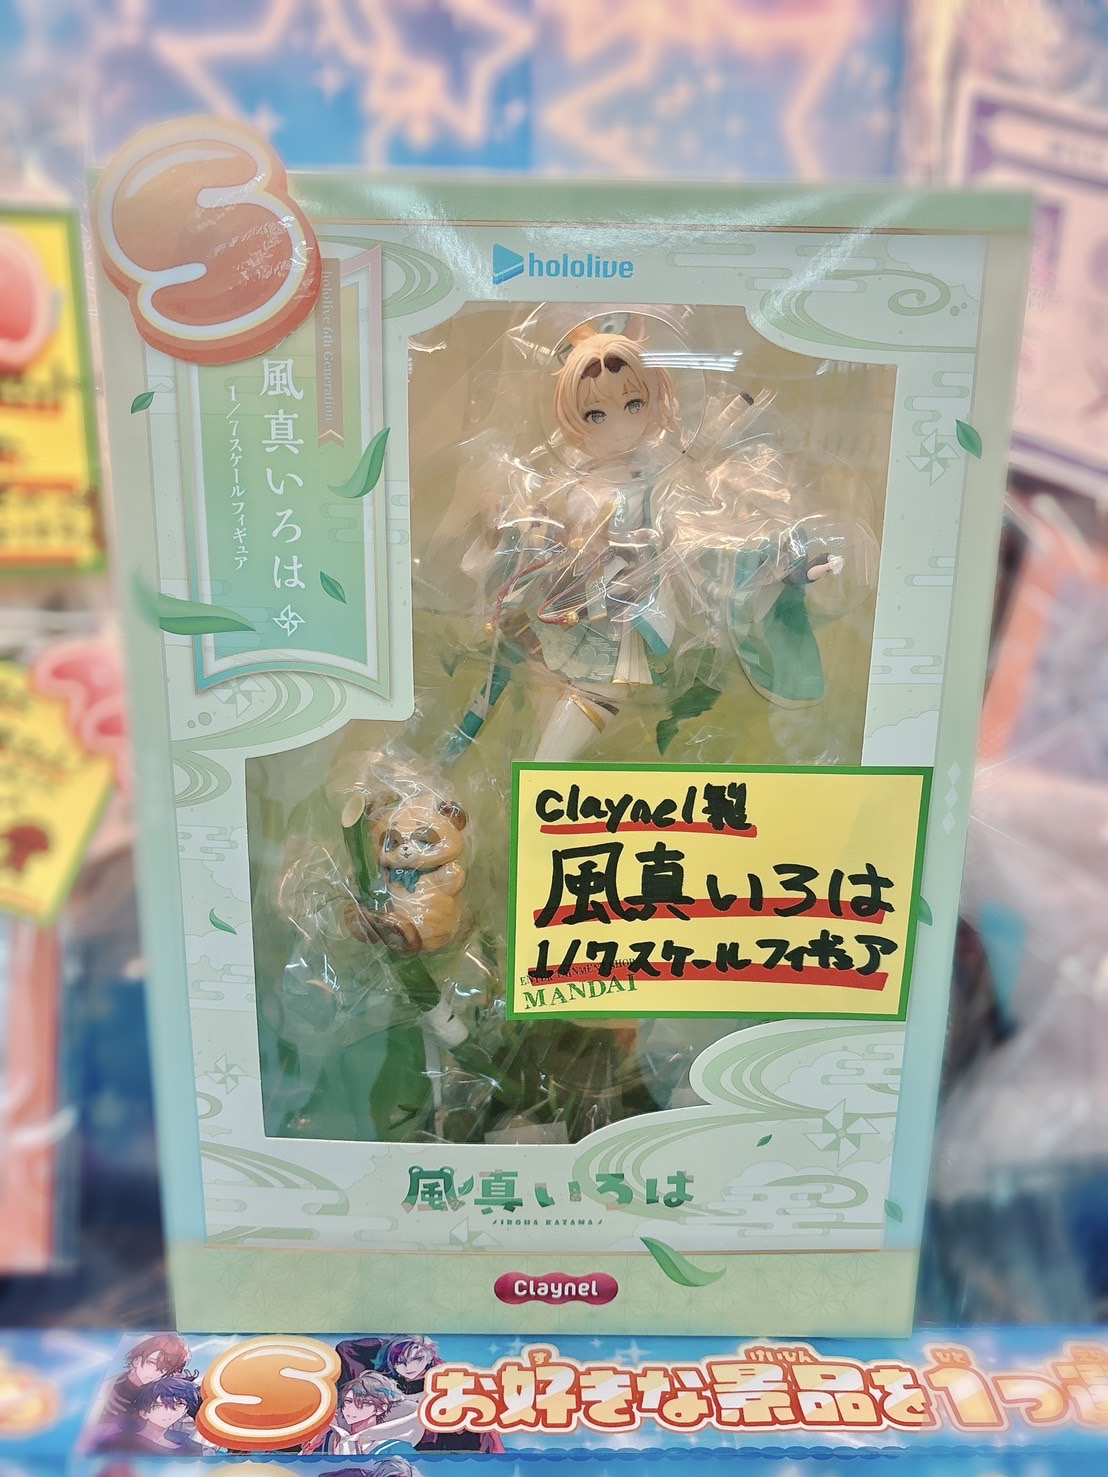 S
hololive
hololive 6th Generation
風真いろは
1/7スケールフィギュア
Claynel製
風真いろは
1/7スケールフィギュア
ENTERTAINMENT SHOP
MANDAI
風真いろは
IROHA KAZAMA
Claynel
S
お好きな景品を1つ